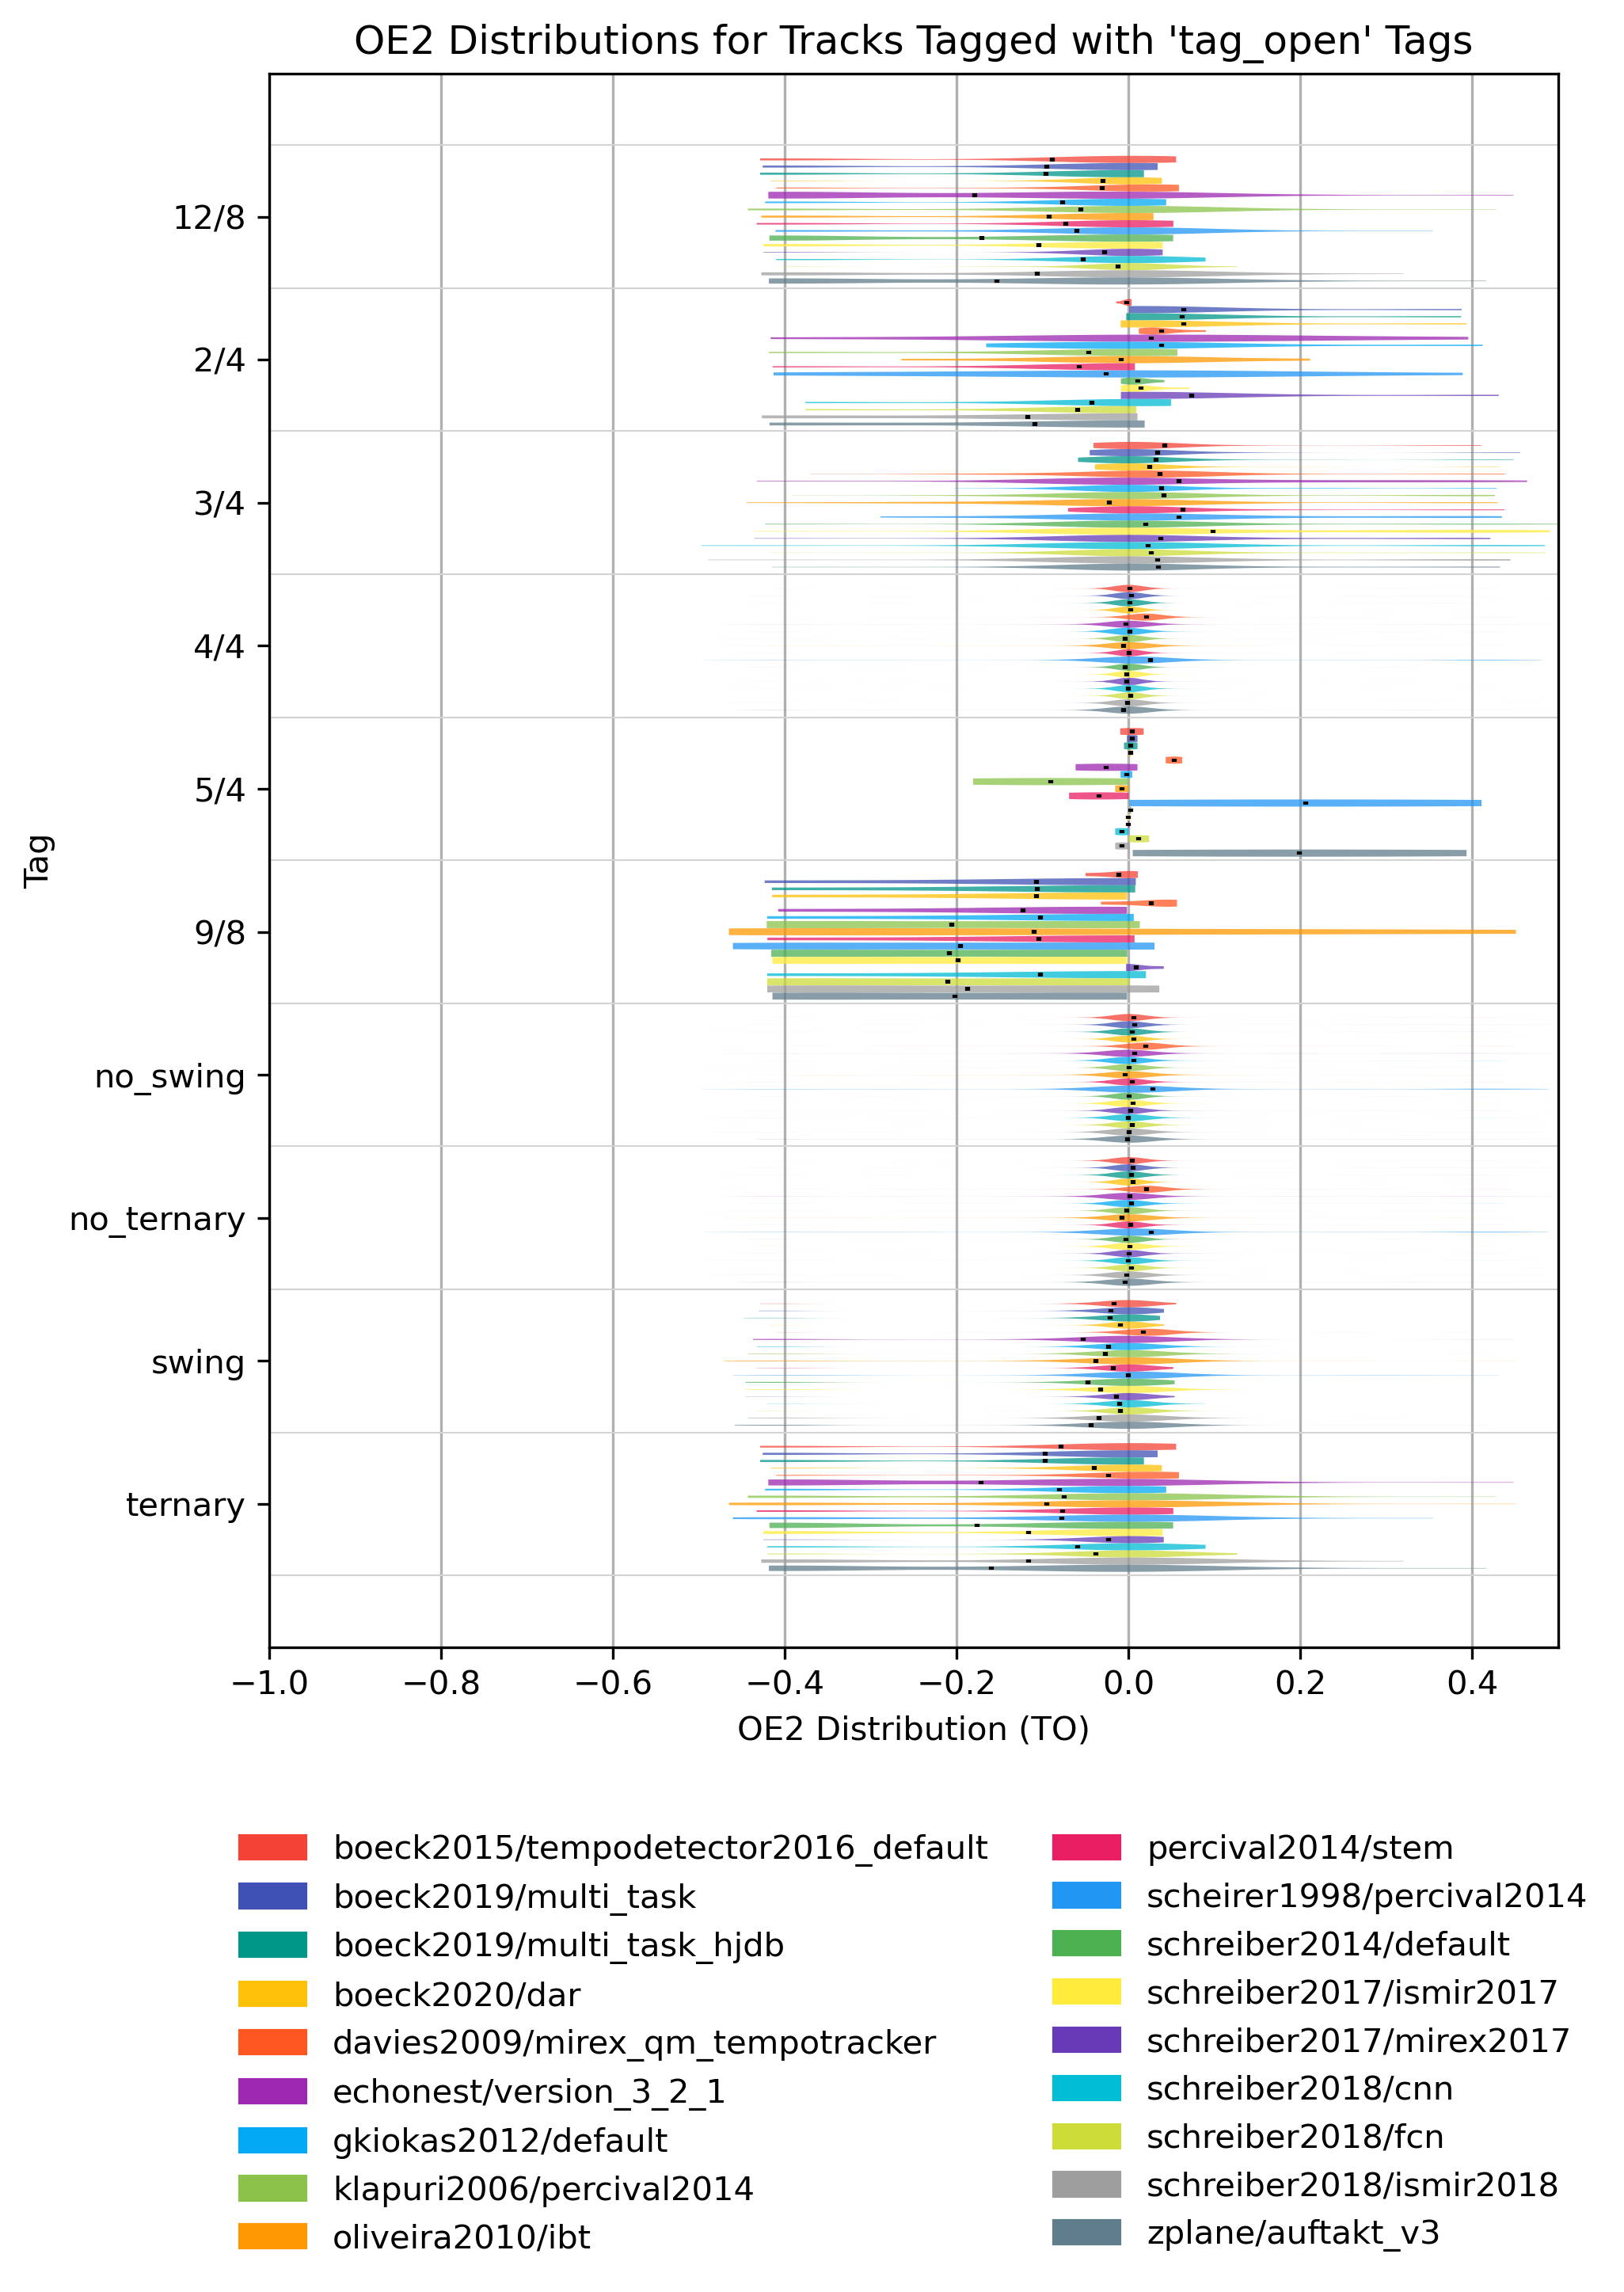 OE2 Distributions for Tracks Tagged with 'tag_open' Tags
12/8
2/4
3/4
4/4
5/4
Tag
9/8
no_swing
no_ternary
swing
ternary
−1.0 −0.8 −0.6 −0.4 −0.2 0.0 0.2 0.4
OE2 Distribution (TO)
boeck2015/tempodetector2016_default
boeck2019/multi_task
boeck2019/multi_task_hjdb
boeck2020/dar
davies2009/mirex_qm_tempotracker
echonest/version_3_2_1
gkiokas2012/default
klapuri2006/percival2014
oliveira2010/ibt
percival2014/stem
scheirer1998/percival2014
schreiber2014/default
schreiber2017/ismir2017
schreiber2017/mirex2017
schreiber2018/cnn
schreiber2018/fcn
schreiber2018/ismir2018
zplane/auftakt_v3